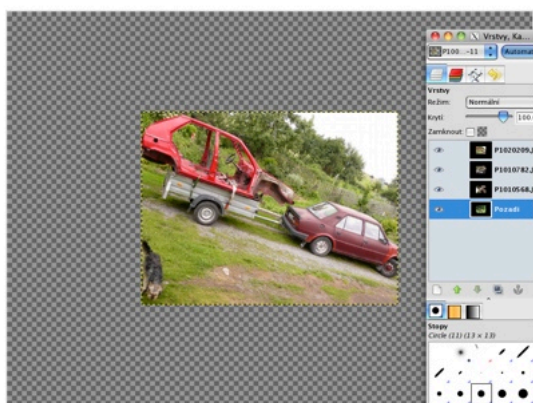 Vrstvy, Ka...
P100...-11
Automat
Vrstvy
Režim:
Normální
Krytí:
100.
Zamknout:
P1020209.j
P1010782.j
P1010568.j
Pozadí
Stopy
Circle (11) (13 × 13)